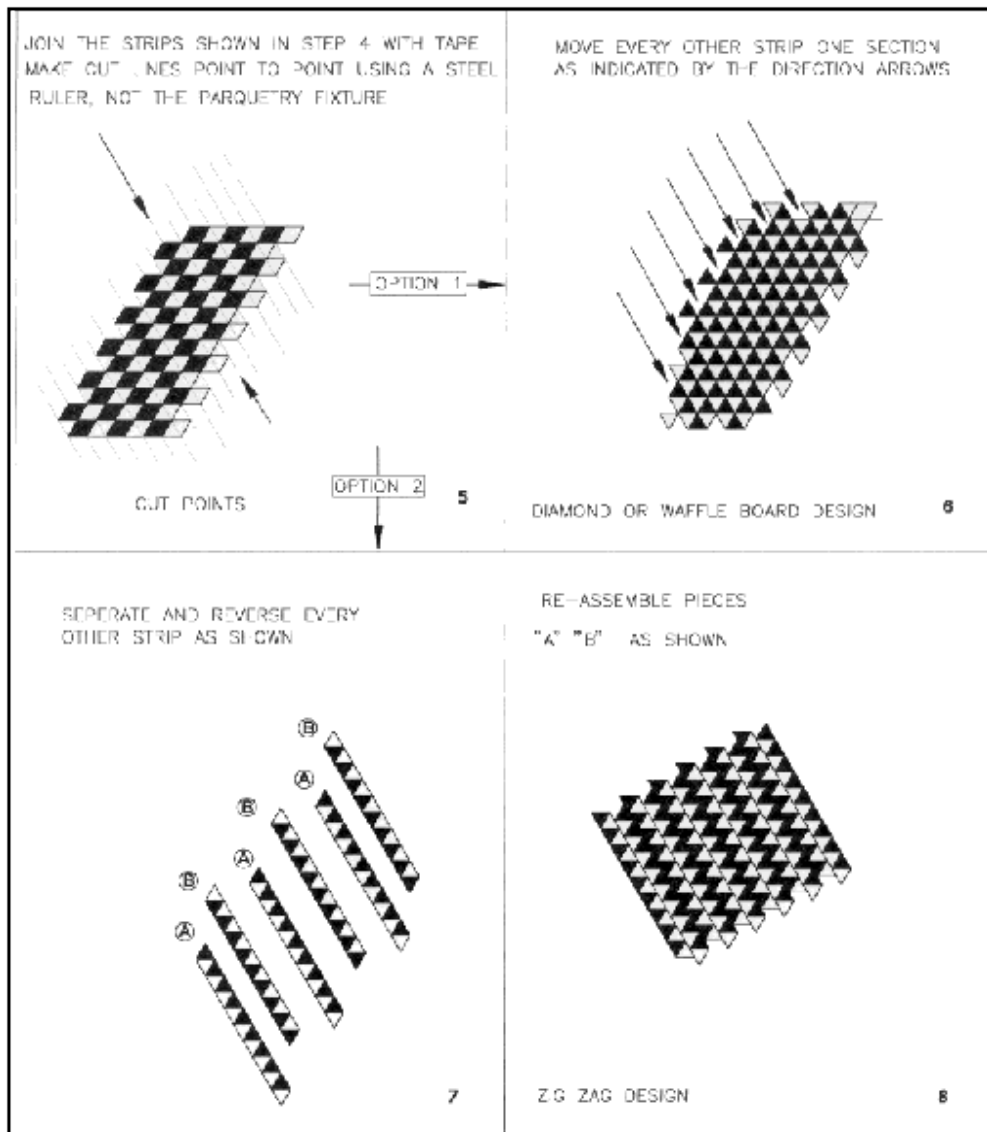 JOIN THE STRIPS SHOWN IN STEP 4 WITH TAPE
MAKE CUT LINES POINT TO POINT USING A STEEL
RULER, NOT THE PARQUETRY FIXTURE
OPTION 1
OPTION 2
CUT POINTS
5
MOVE EVERY OTHER STRIP ONE SECTION
AS INDICATED BY THE DIRECTION ARROWS
DIAMOND OR WAFFLE BOARD DESIGN
6
SEPERATE AND REVERSE EVERY
OTHER STRIP AS SHOWN
B
A
B
A
B
A
7
RE-ASSEMBLE PIECES
"A" "B" AS SHOWN
ZIG ZAG DESIGN
8